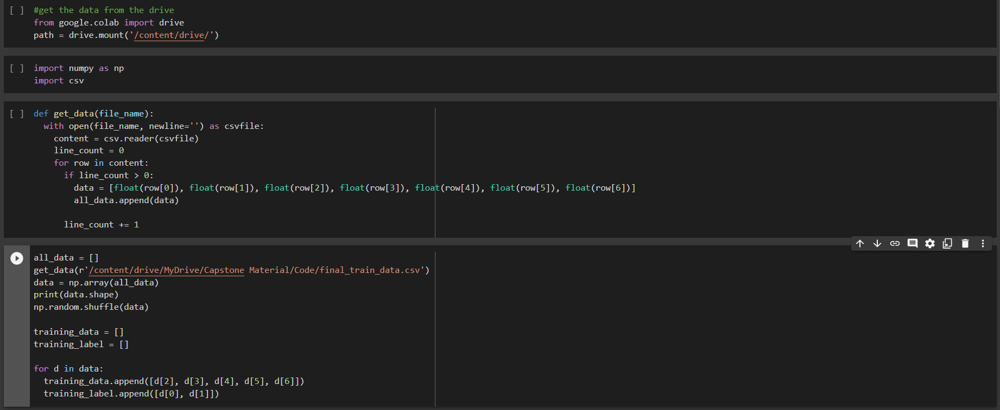 [ ] #get the data from the drive
from google.colab import drive
path = drive.mount('/content/drive/')
[ ] import numpy as np
import csv
[ ] def get_data(file_name):
  with open(file_name, newline='') as csvfile:
    content = csv.reader(csvfile)
    line_count = 0
    for row in content:
      if line_count > 0:
        data = [float(row[0]), float(row[1]), float(row[2]), float(row[3]), float(row[4]), float(row[5]), float(row[6])]
        all_data.append(data)
      line_count += 1
all_data = []
get_data(r'/content/drive/MyDrive/Capstone Material/Code/final_train_data.csv')
data = np.array(all_data)
print(data.shape)
np.random.shuffle(data)
training_data = []
training_label = []
for d in data:
  training_data.append([d[2], d[3], d[4], d[5], d[6]])
  training_label.append([d[0], d[1]])